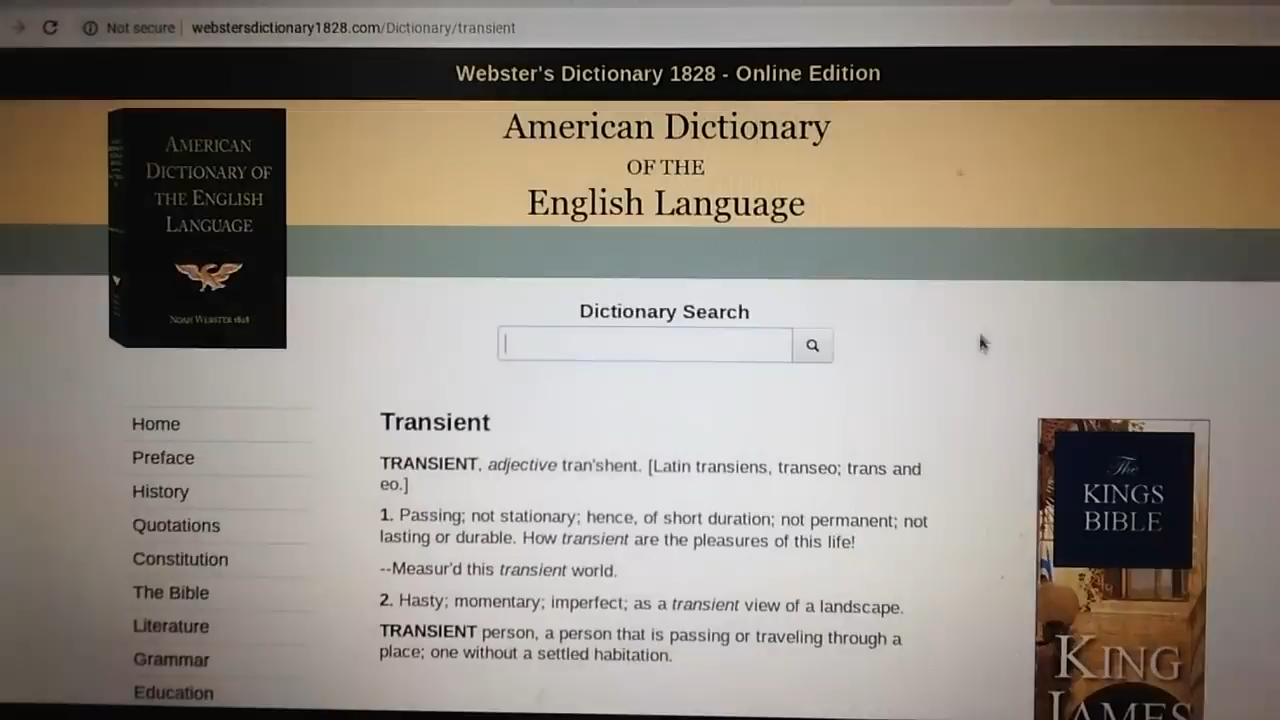 Not secure webstersdictionary1828.com/Dictionary/transient
Webster's Dictionary 1828 - Online Edition
AMERICAN
DICTIONARY OF
THE ENGLISH
LANGUAGE
NOAH WEBSTER 1828
American Dictionary
OF THE
English Language
Dictionary Search
Home
Preface
History
Quotations
Constitution
The Bible
Literature
Grammar
Education
Transient
TRANSIENT, adjective tran'shent. [Latin transiens, transeo; trans and
eo.]
1. Passing; not stationary; hence, of short duration; not permanent; not
lasting or durable. How transient are the pleasures of this life!
--Measur'd this transient world.
2. Hasty; momentary; imperfect; as a transient view of a landscape.
TRANSIENT person, a person that is passing or traveling through a
place; one without a settled habitation.
The
KINGS
BIBLE
KING
JAMES